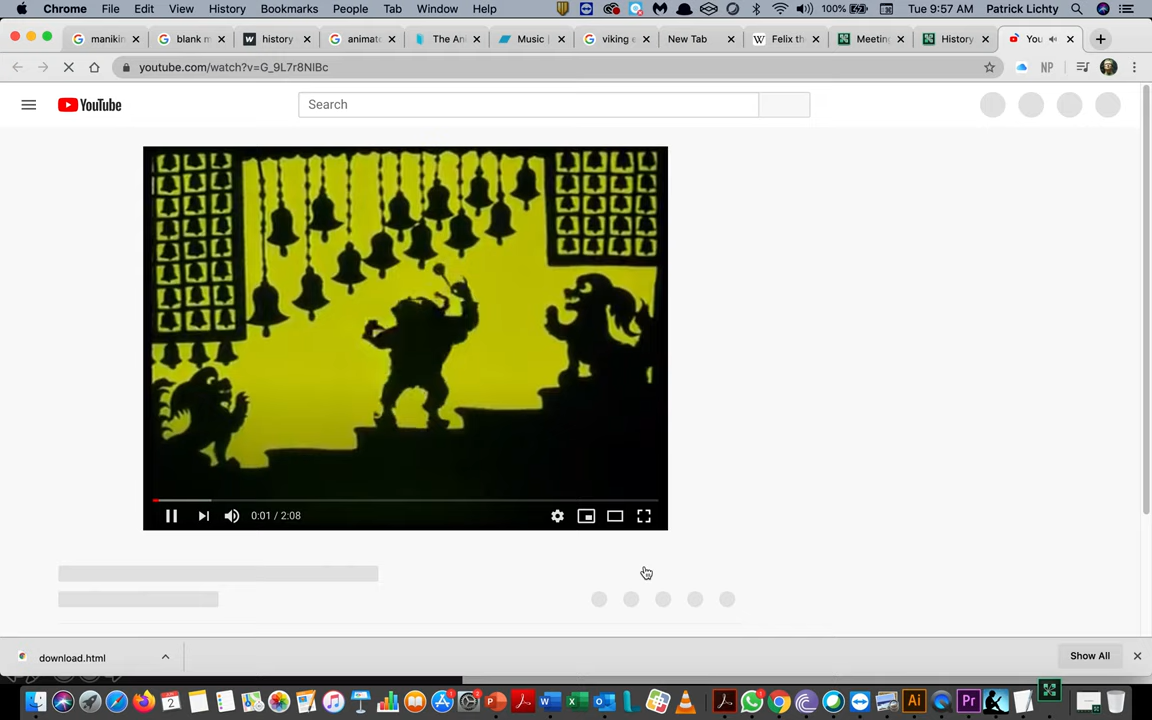 Chrome File Edit View History Bookmarks People Tab Window Help 100% Tue 9:57 AM Patrick Lichty
manikin blank m history animato The An Music viking e New Tab Felix th Meeting History You
youtube.com/watch?v=G_9L7r8NIBc NP
YouTube Search
0:01 / 2:08
download.html Show All